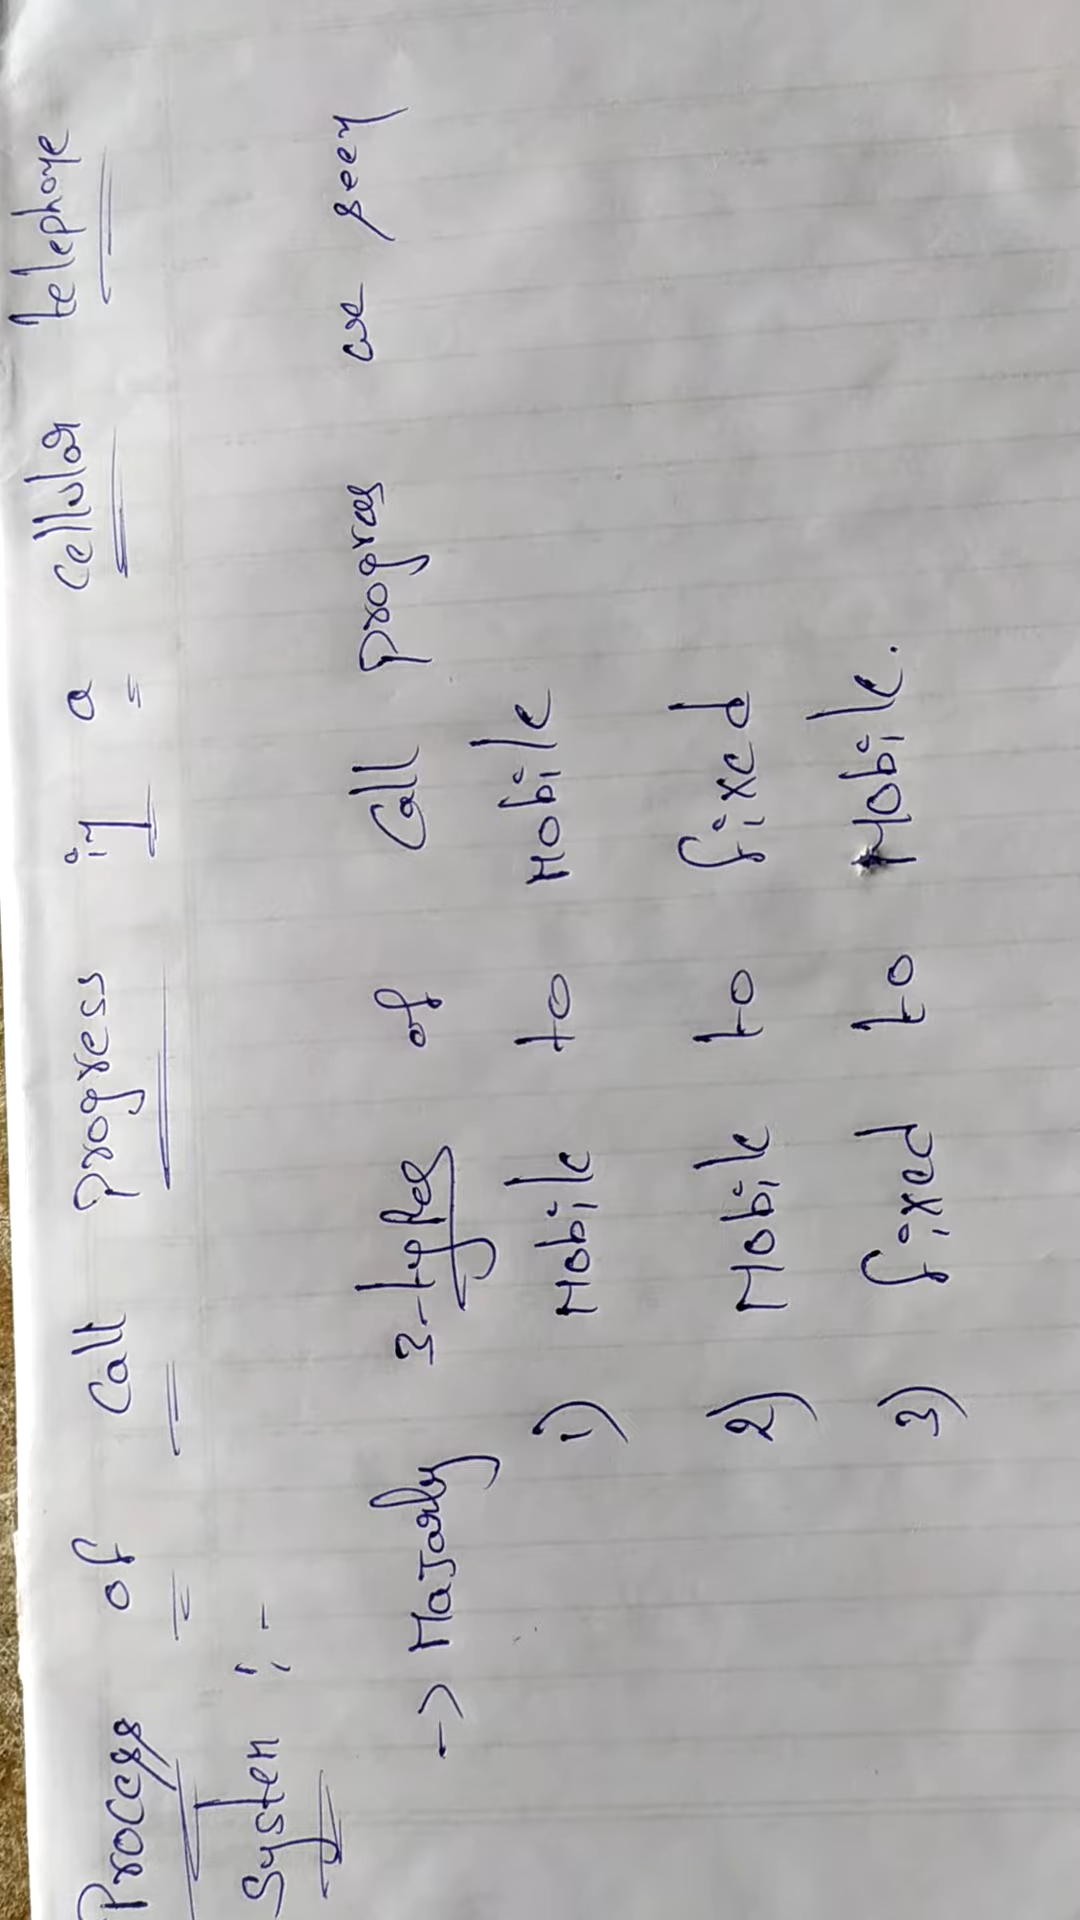 Process of Call progress in a cellular telephone
System :-
-> Majorly 3-types of Call progres are seen
1) Mobile to Mobile
2) Mobile to fixed
3) fixed to Mobile.